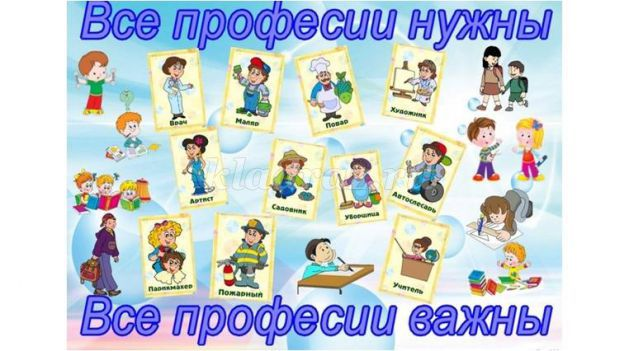 Все професии нужны
Врач
Маляр
Повар
Художник
Артист
Садовник
Уборщица
Автослесарь
Парикмахер
Пожарный
Учитель
Все професии важны